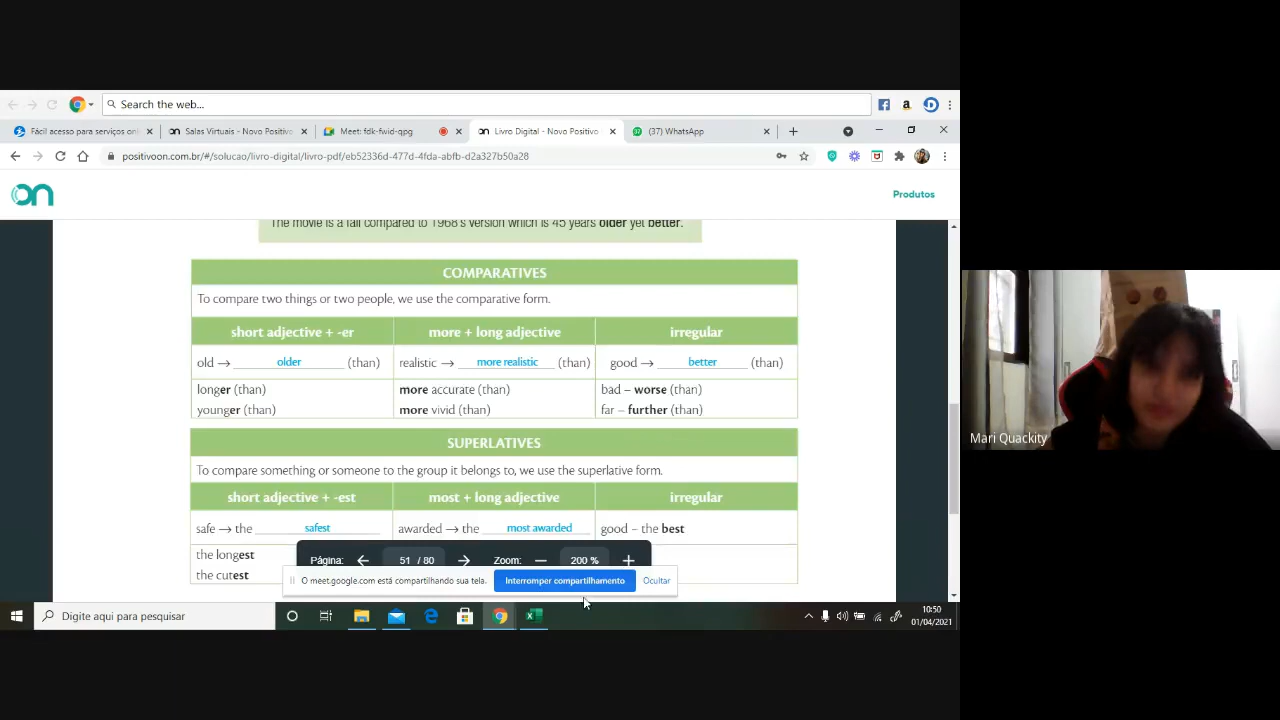 Search the web...
Fácil acesso para serviços onl
Salas Virtuais - Novo Positivo
Meet: fdk-fwid-qpg
Livro Digital - Novo Positivo
(37) WhatsApp
positivoon.com.br/#/solucao/livro-digital/livro-pdf/eb52336d-477d-4fda-abfb-d2a327b50a28
on
Produtos
The movie is a fail compared to 1968's version which is 45 years older yet better.
COMPARATIVES
To compare two things or two people, we use the comparative form.
short adjective + -er
more + long adjective
irregular
old → older (than)
realistic → more realistic (than)
good → better (than)
longer (than)
younger (than)
more accurate (than)
more vivid (than)
bad – worse (than)
far – further (than)
SUPERLATIVES
To compare something or someone to the group it belongs to, we use the superlative form.
short adjective + -est
most + long adjective
irregular
safe → the safest
awarded → the most awarded
good – the best
the longest
the cutest
Página: 51 / 80 Zoom: 200 %
O meet.google.com está compartilhando sua tela.
Interromper compartilhamento
Ocultar
Digite aqui para pesquisar
10:50
01/04/2021
Mari Quackity